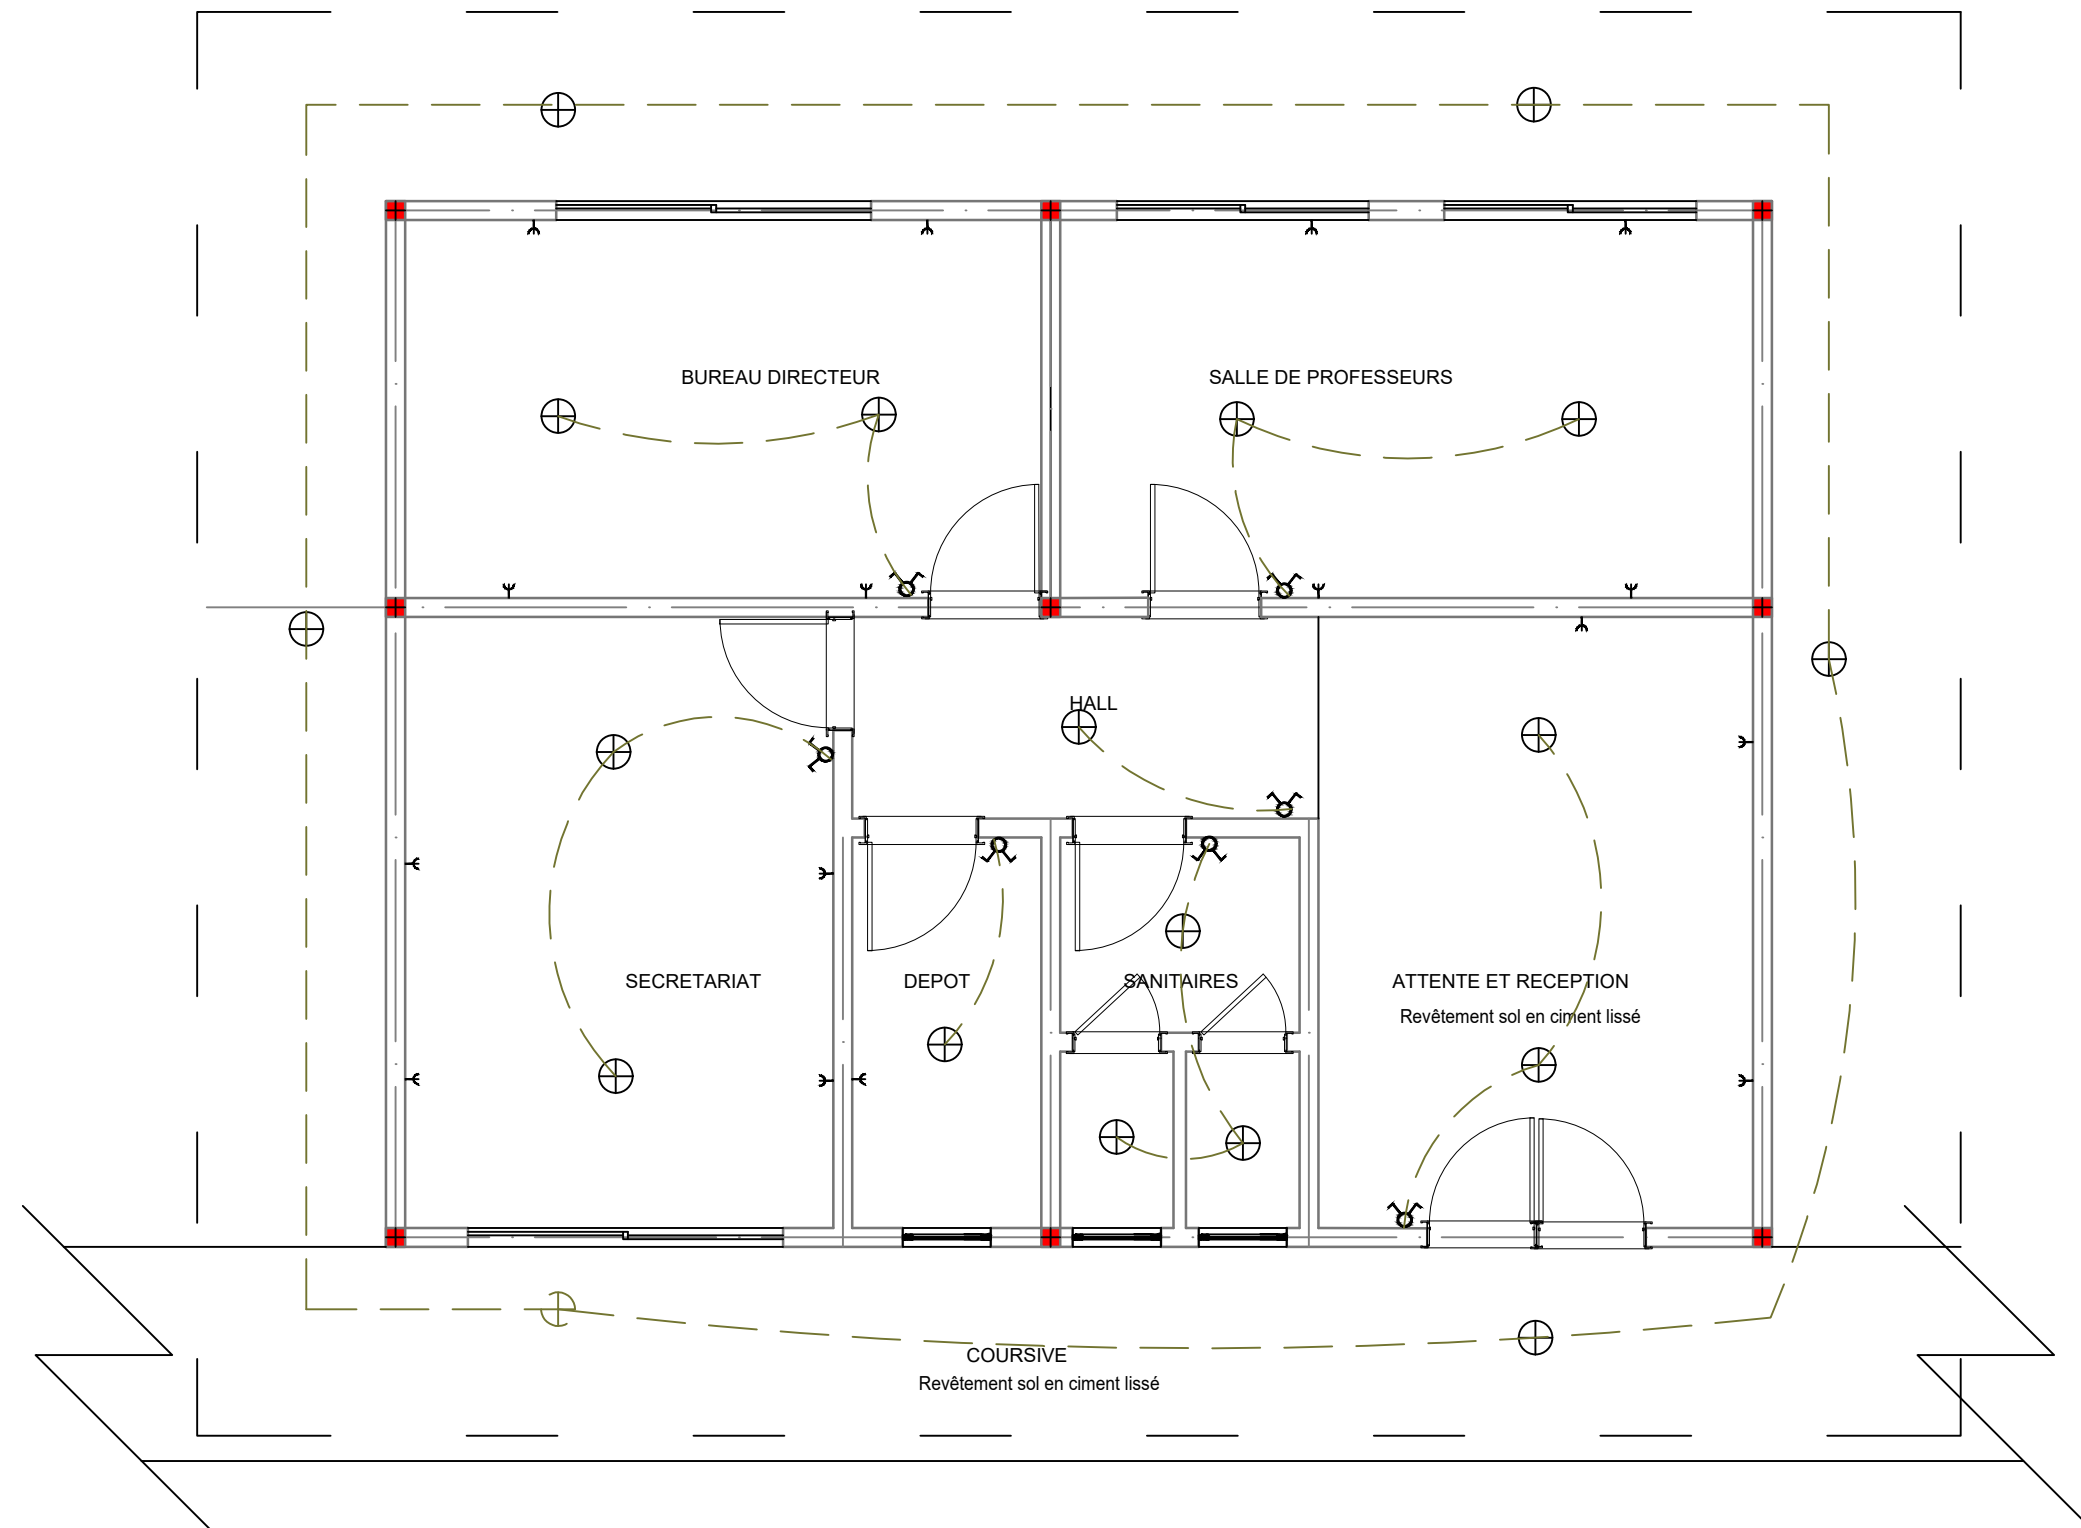 BUREAU DIRECTEUR
SALLE DE PROFESSEURS
HALL
SECRETARIAT
DEPOT
SANITAIRES
ATTENTE ET RECEPTION
Revêtement sol en ciment lissé
COURSIVE
Revêtement sol en ciment lissé